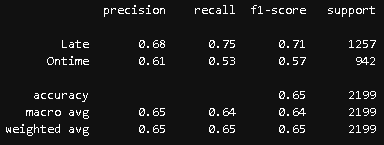 precision recall f1-score support
Late 0.68 0.75 0.71 1257
Ontime 0.61 0.53 0.57 942
accuracy 0.65 2199
macro avg 0.65 0.64 0.64 2199
weighted avg 0.65 0.65 0.65 2199